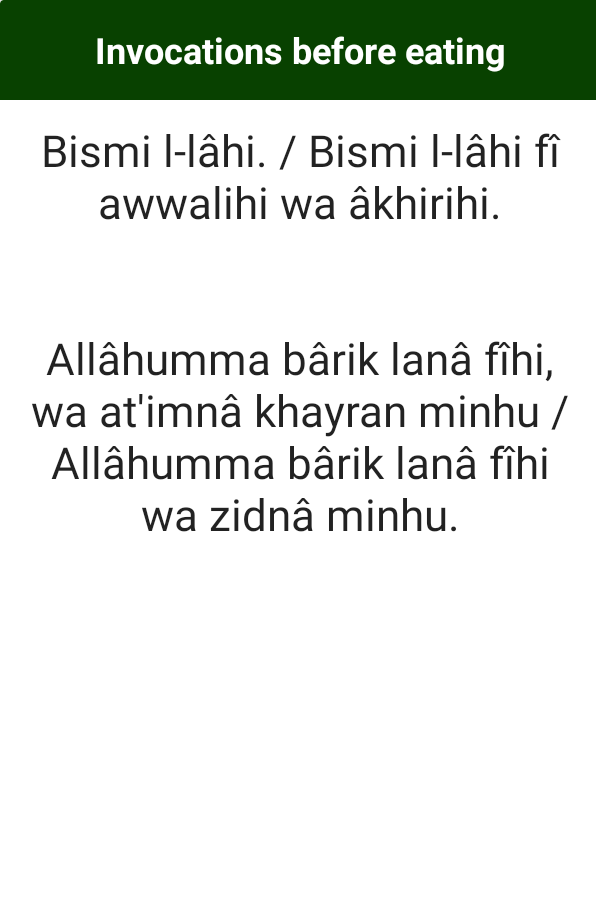 Invocations before eating
Bismi l-lâhi. / Bismi l-lâhi fî
awwalihi wa âkhirihi.
Allâhumma bârik lanâ fîhi,
wa at'imnâ khayran minhu /
Allâhumma bârik lanâ fîhi
wa zidnâ minhu.